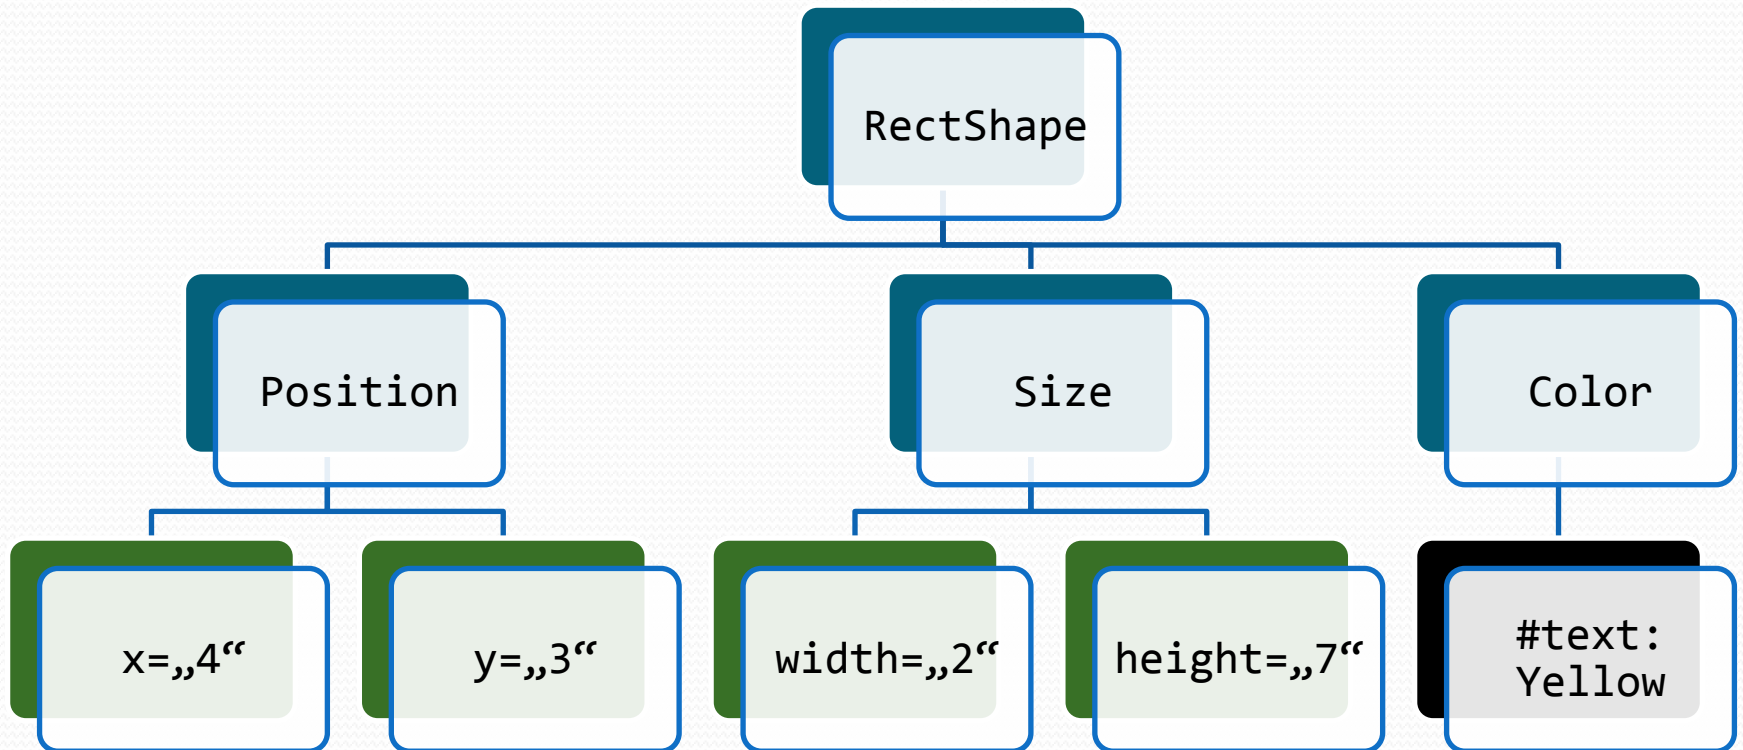 RectShape
Position
Size
Color
x=„4“
y=„3“
width=„2“
height=„7“
#text:
Yellow